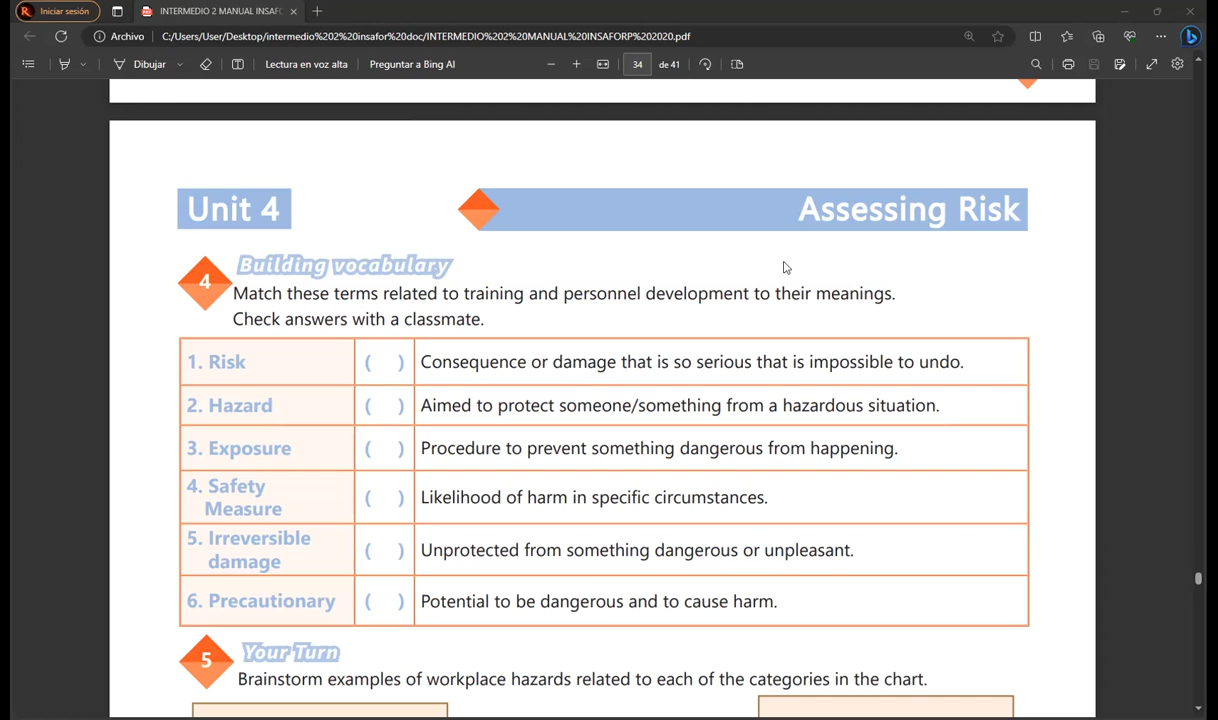 Iniciar sesión
INTERMEDIO 2 MANUAL INSAFO
Archivo
C:/Users/User/Desktop/intermedio%202%20insafor%20doc/INTERMEDIO%202%20MANUAL%20INSAFORP%202020.pdf
Dibujar
Lectura en voz alta
Preguntar a Bing AI
34
de 41
Unit 4
Assessing Risk
4
Building vocabulary
Match these terms related to training and personnel development to their meanings.
Check answers with a classmate.
1. Risk ( ) Consequence or damage that is so serious that is impossible to undo.
2. Hazard ( ) Aimed to protect someone/something from a hazardous situation.
3. Exposure ( ) Procedure to prevent something dangerous from happening.
4. Safety
Measure ( ) Likelihood of harm in specific circumstances.
5. Irreversible
damage ( ) Unprotected from something dangerous or unpleasant.
6. Precautionary ( ) Potential to be dangerous and to cause harm.
5
Your Turn
Brainstorm examples of workplace hazards related to each of the categories in the chart.